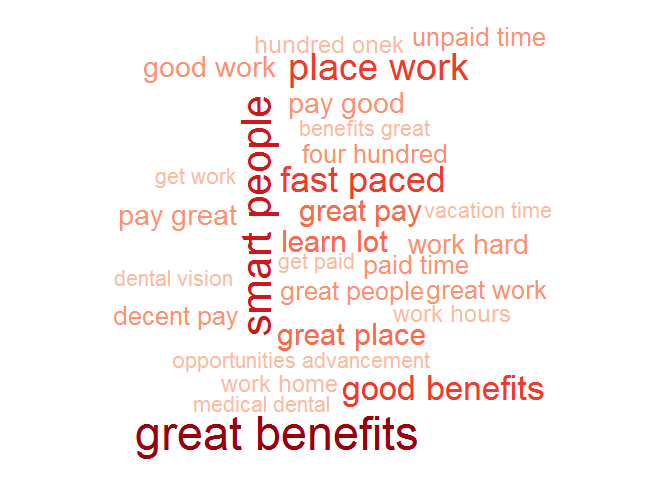 hundred onek
unpaid time
good work
place work
pay good
benefits great
four hundred
get work
fast paced
smart people
pay great
great pay
vacation time
learn lot
work hard
get paid
paid time
dental vision
great people
great work
decent pay
work hours
great place
opportunities advancement
work home
good benefits
medical dental
great benefits